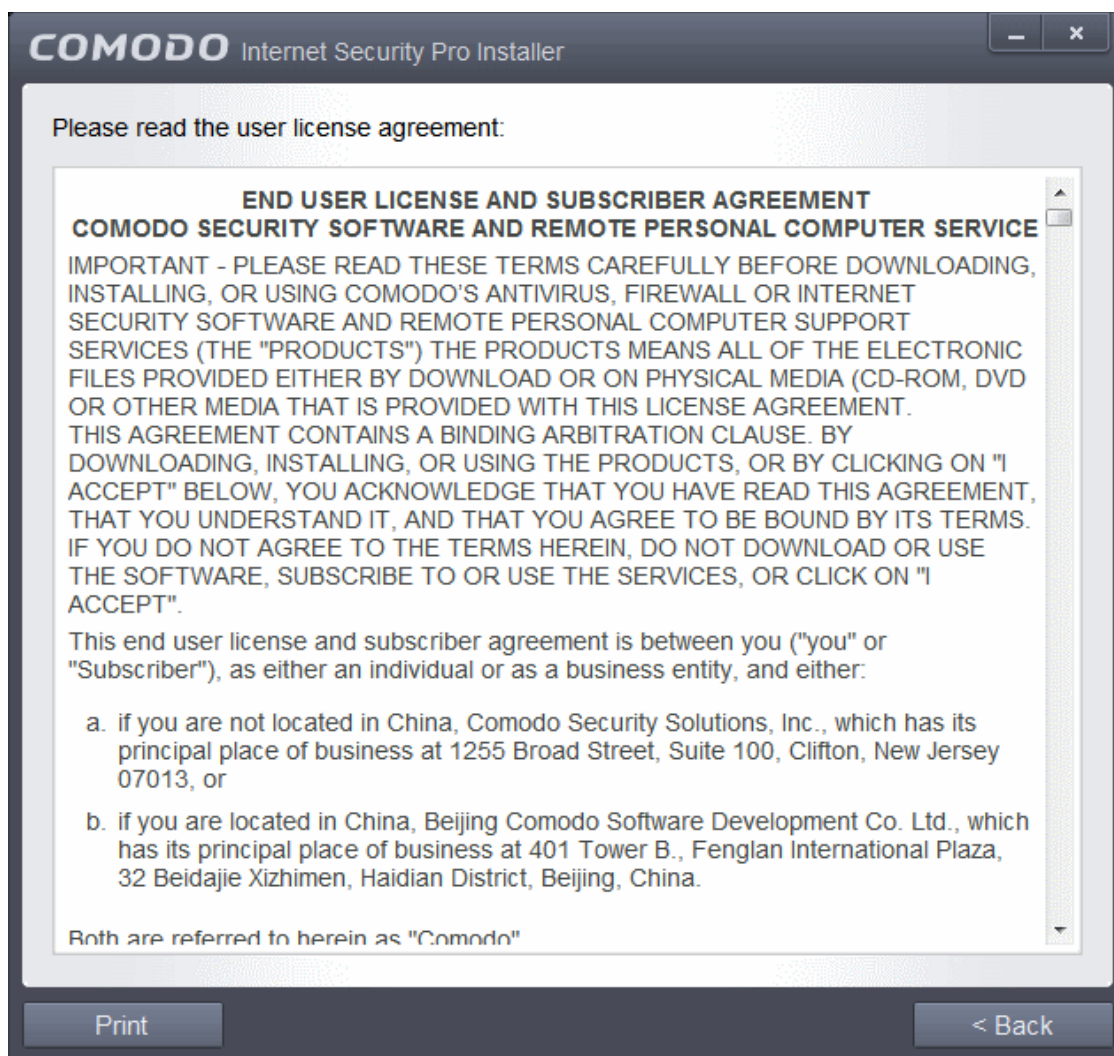 COMODO Internet Security Pro Installer
Please read the user license agreement:
END USER LICENSE AND SUBSCRIBER AGREEMENT
COMODO SECURITY SOFTWARE AND REMOTE PERSONAL COMPUTER SERVICE
IMPORTANT - PLEASE READ THESE TERMS CAREFULLY BEFORE DOWNLOADING,
INSTALLING, OR USING COMODO'S ANTIVIRUS, FIREWALL OR INTERNET
SECURITY SOFTWARE AND REMOTE PERSONAL COMPUTER SUPPORT
SERVICES (THE "PRODUCTS") THE PRODUCTS MEANS ALL OF THE ELECTRONIC
FILES PROVIDED EITHER BY DOWNLOAD OR ON PHYSICAL MEDIA (CD-ROM, DVD
OR OTHER MEDIA THAT IS PROVIDED WITH THIS LICENSE AGREEMENT.
THIS AGREEMENT CONTAINS A BINDING ARBITRATION CLAUSE. BY
DOWNLOADING, INSTALLING, OR USING THE PRODUCTS, OR BY CLICKING ON "I
ACCEPT" BELOW, YOU ACKNOWLEDGE THAT YOU HAVE READ THIS AGREEMENT,
THAT YOU UNDERSTAND IT, AND THAT YOU AGREE TO BE BOUND BY ITS TERMS.
IF YOU DO NOT AGREE TO THE TERMS HEREIN, DO NOT DOWNLOAD OR USE
THE SOFTWARE, SUBSCRIBE TO OR USE THE SERVICES, OR CLICK ON "I
ACCEPT".
This end user license and subscriber agreement is between you ("you" or
"Subscriber"), as either an individual or as a business entity, and either:
a. if you are not located in China, Comodo Security Solutions, Inc., which has its
principal place of business at 1255 Broad Street, Suite 100, Clifton, New Jersey
07013, or
b. if you are located in China, Beijing Comodo Software Development Co. Ltd., which
has its principal place of business at 401 Tower B., Fenglan International Plaza,
32 Beidajie Xizhimen, Haidian District, Beijing, China.
Both are referred to herein as "Comodo"
Print
< Back